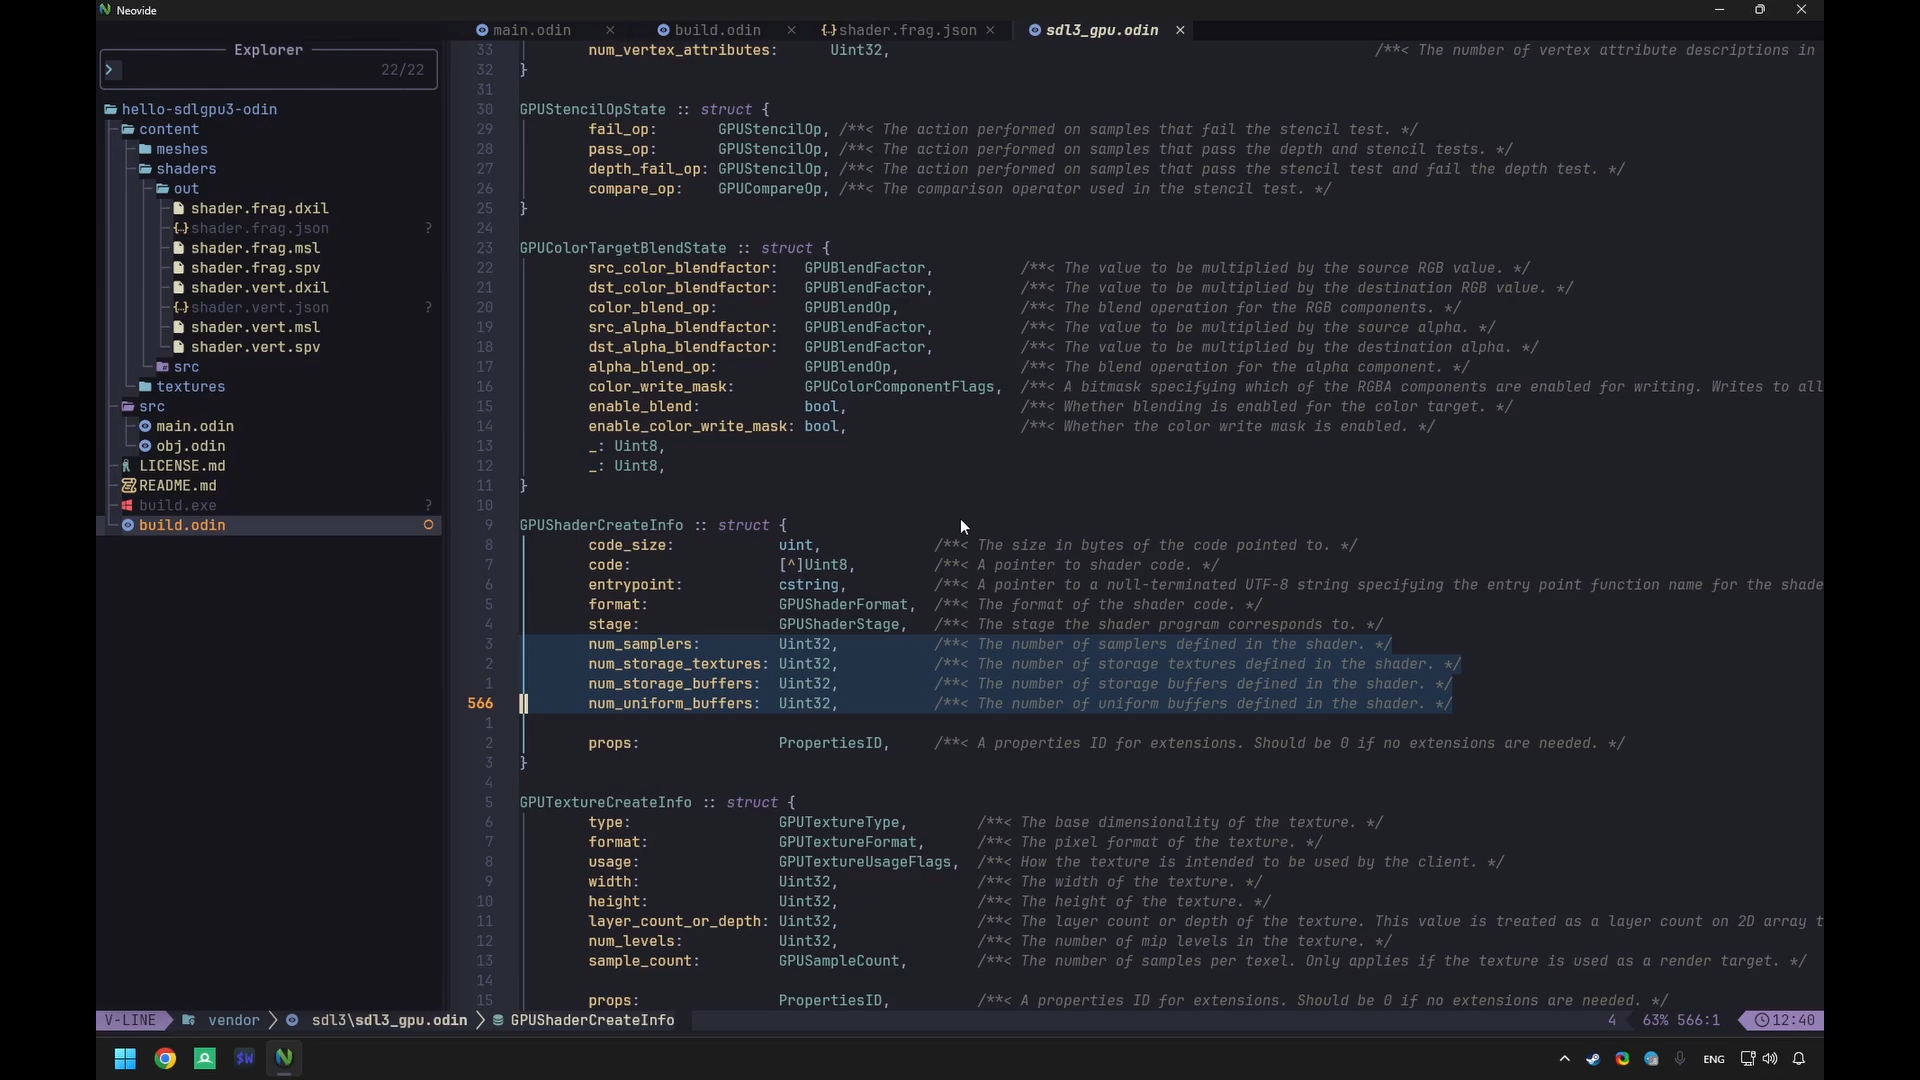 Neovide
main.odin
build.odin
{}shader.frag.json
sdl3_gpu.odin
Explorer
22/22
hello-sdlgpu3-odin
content
meshes
shaders
out
shader.frag.dxil
shader.frag.json ?
shader.frag.msl
shader.frag.spv
shader.vert.dxil
shader.vert.json ?
shader.vert.msl
shader.vert.spv
src
textures
src
main.odin
obj.odin
LICENSE.md
README.md
build.exe ?
build.odin
33 num_vertex_attributes: Uint32, /**< The number of vertex attribute descriptions in
32 }
31
30 GPUStencilOpState :: struct {
29 fail_op: GPUStencilOp, /**< The action performed on samples that fail the stencil test. */
28 pass_op: GPUStencilOp, /**< The action performed on samples that pass the depth and stencil tests. */
27 depth_fail_op: GPUStencilOp, /**< The action performed on samples that pass the stencil test and fail the depth test. */
26 compare_op: GPUCompareOp, /**< The comparison operator used in the stencil test. */
25 }
24
23 GPUColorTargetBlendState :: struct {
22 src_color_blendfactor: GPUBlendFactor, /**< The value to be multiplied by the source RGB value. */
21 dst_color_blendfactor: GPUBlendFactor, /**< The value to be multiplied by the destination RGB value. */
20 color_blend_op: GPUBlendOp, /**< The blend operation for the RGB components. */
19 src_alpha_blendfactor: GPUBlendFactor, /**< The value to be multiplied by the source alpha. */
18 dst_alpha_blendfactor: GPUBlendFactor, /**< The value to be multiplied by the destination alpha. */
17 alpha_blend_op: GPUBlendOp, /**< The blend operation for the alpha component. */
16 color_write_mask: GPUColorComponentFlags, /**< A bitmask specifying which of the RGBA components are enabled for writing. Writes to all
15 enable_blend: bool, /**< Whether blending is enabled for the color target. */
14 enable_color_write_mask: bool, /**< Whether the color write mask is enabled. */
13 _: Uint8,
12 _: Uint8,
11 }
10
9 GPUShaderCreateInfo :: struct {
8 code_size: uint, /**< The size in bytes of the code pointed to. */
7 code: [^]Uint8, /**< A pointer to shader code. */
6 entrypoint: cstring, /**< A pointer to a null-terminated UTF-8 string specifying the entry point function name for the shade
5 format: GPUShaderFormat, /**< The format of the shader code. */
4 stage: GPUShaderStage, /**< The stage the shader program corresponds to. */
3 num_samplers: Uint32, /**< The number of samplers defined in the shader. */
2 num_storage_textures: Uint32, /**< The number of storage textures defined in the shader. */
1 num_storage_buffers: Uint32, /**< The number of storage buffers defined in the shader. */
566 num_uniform_buffers: Uint32, /**< The number of uniform buffers defined in the shader. */
1
2 props: PropertiesID, /**< A properties ID for extensions. Should be 0 if no extensions are needed. */
3 }
4
5 GPUTextureCreateInfo :: struct {
6 type: GPUTextureType, /**< The base dimensionality of the texture. */
7 format: GPUTextureFormat, /**< The pixel format of the texture. */
8 usage: GPUTextureUsageFlags, /**< How the texture is intended to be used by the client. */
9 width: Uint32, /**< The width of the texture. */
10 height: Uint32, /**< The height of the texture. */
11 layer_count_or_depth: Uint32, /**< The layer count or depth of the texture. This value is treated as a layer count on 2D array t
12 num_levels: Uint32, /**< The number of mip levels in the texture. */
13 sample_count: GPUSampleCount, /**< The number of samples per texel. Only applies if the texture is used as a render target. */
14
15 props: PropertiesID, /**< A properties ID for extensions. Should be 0 if no extensions are needed. */
V-LINE vendor sdl3\sdl3_gpu.odin GPUShaderCreateInfo 4 63% 566:1 12:40
$W
ENG